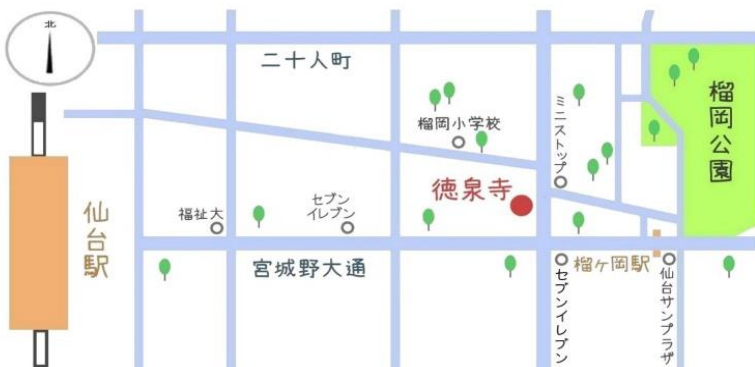 北
二十人町
榴岡小学校
ミニストップ
榴岡公園
徳泉寺
仙台駅
福祉大
セブン
イレブン
宮城野大通
セブンイレブン
榴ヶ岡駅
仙台サンプラザ